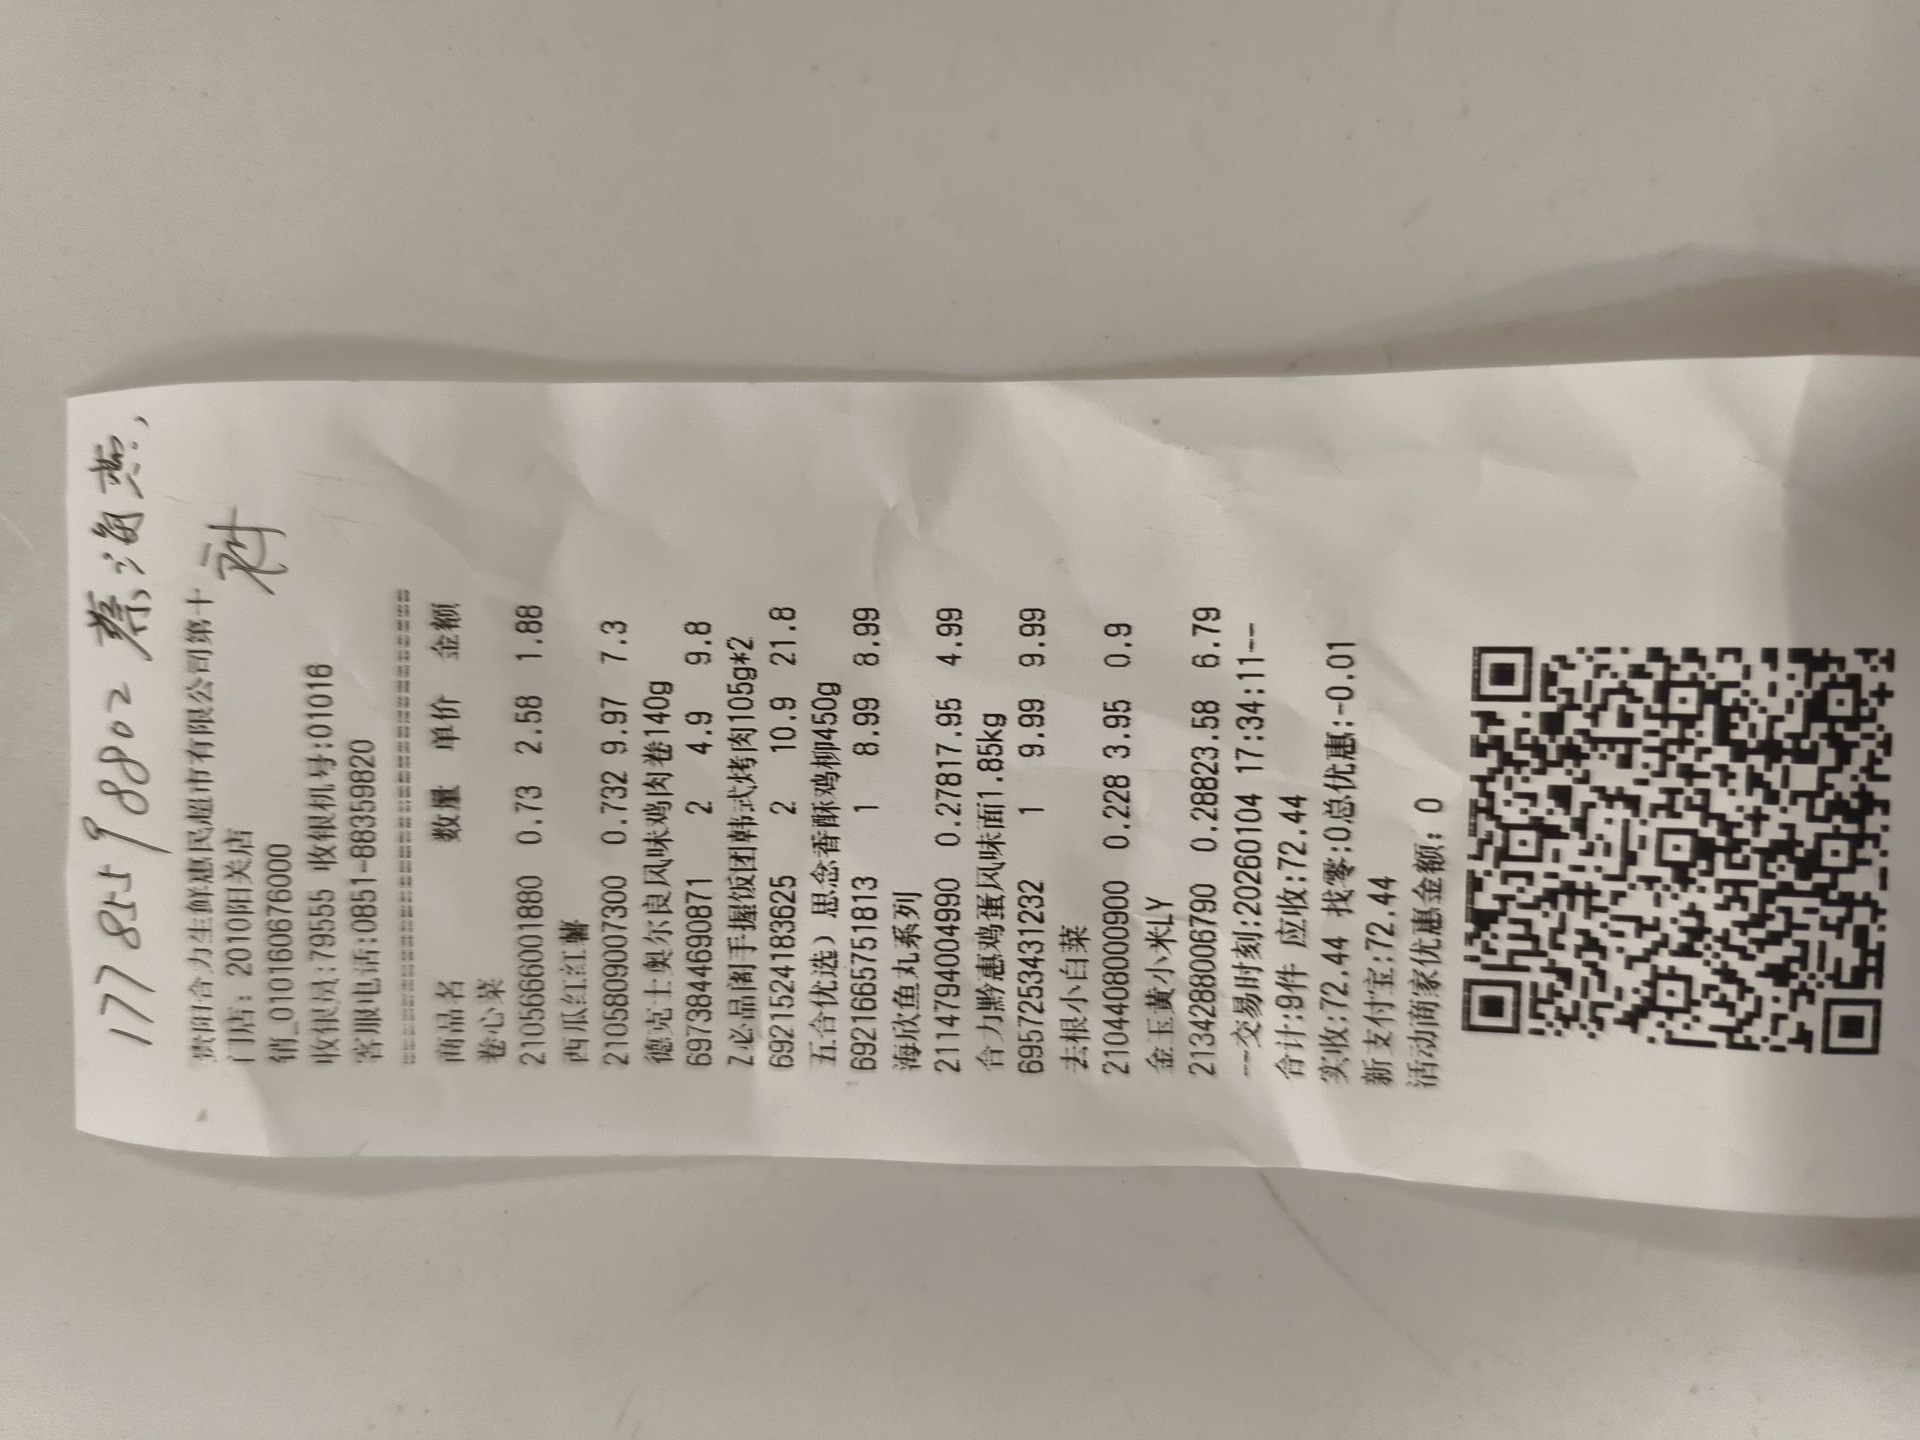 177 855 98802 蔡海燕,
贵阳合力生鲜惠民超市有限公司第十
门店: 2010阳关店
销_0101606760​00
收银员:79555 收银机号:01016
客服电话:0851-88359820
商品名 数量 单价 金额
卷心菜
2105666001880 0.73 2.58 1.88
西瓜红红薯
2105809007300 0.732 9.97 7.3
德克士奥尔良风味鸡肉卷140g
6973844690871 2 4.9 9.8
Z必品阁手握饭团韩式烤肉105g*2
6921524183625 2 10.9 21.8
五合优选）思念香酥鸡柳450g
6921665751813 1 8.99 8.99
海欣鱼丸系列
2114794004990 0.27817.95 4.99
合力黔惠鸡蛋风味面1.85kg
6957253431232 1 9.99 9.99
去根小白菜
2104408000900 0.228 3.95 0.9
金玉黄小米LY
2134288006790 0.28823.58 6.79
--交易时刻:20260104 17:34:11--
合计:9件 应收:72.44
实收:72.44 找零:0总优惠:-0.01
新支付宝:72.44
活动商家优惠金额: 0